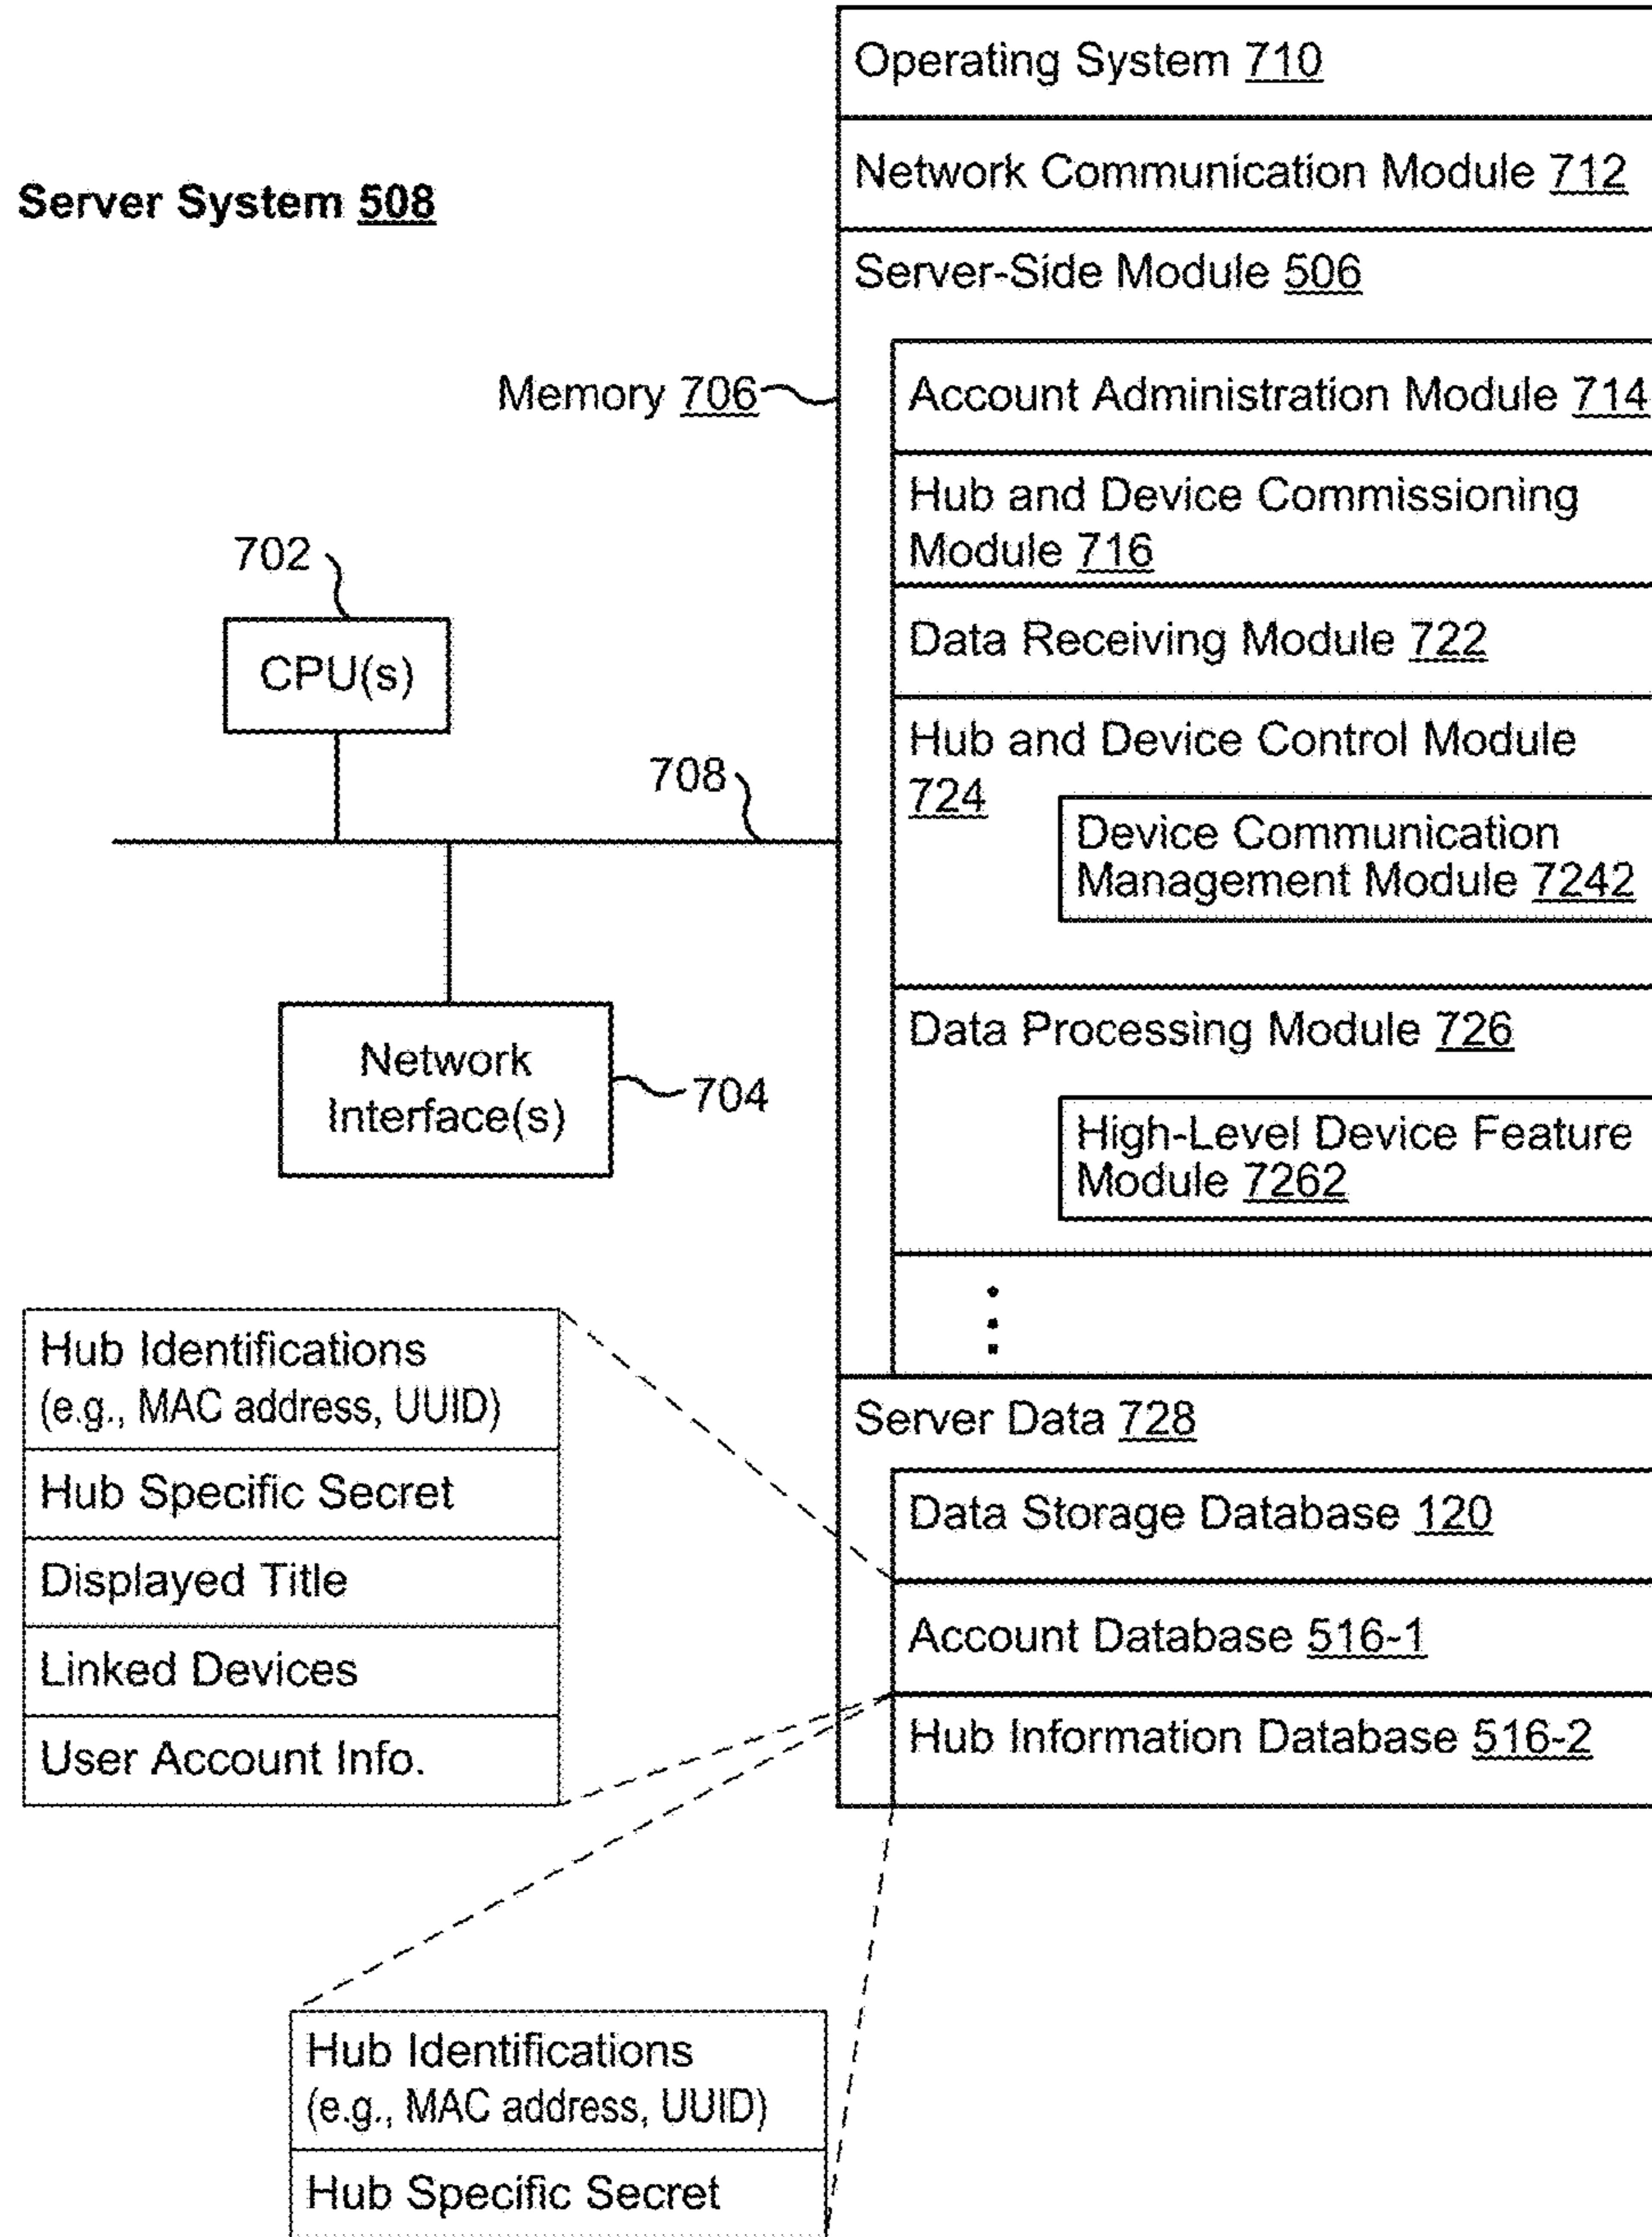 Server System 508
Operating System 710
Network Communication Module 712
Server-Side Module 506
Memory 706
Account Administration Module 714
Hub and Device Commissioning
Module 716
Data Receiving Module 722
Hub and Device Control Module
724
Device Communication
Management Module 7242
Data Processing Module 726
High-Level Device Feature
Module 7262
702
CPU(s)
708
Network
Interface(s)
704
Server Data 728
Data Storage Database 120
Account Database 516-1
Hub Information Database 516-2
Hub Identifications
(e.g., MAC address, UUID)
Hub Specific Secret
Displayed Title
Linked Devices
User Account Info.
Hub Identifications
(e.g., MAC address, UUID)
Hub Specific Secret